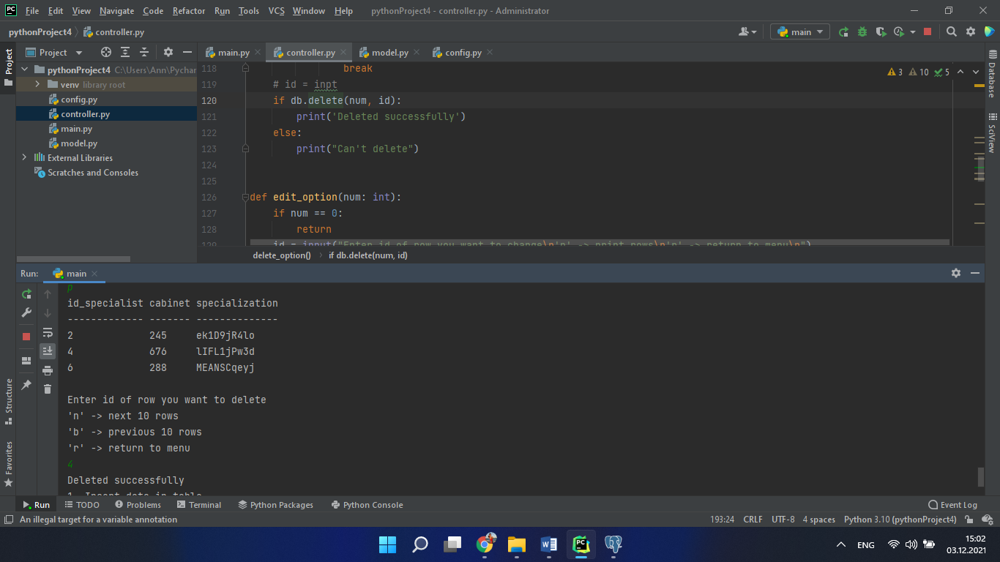 File Edit View Navigate Code Refactor Run Tools VCS Window Help pythonProject4 - controller.py - Administrator
pythonProject4 controller.py main
Project main.py controller.py model.py config.py
Project
pythonProject4 C:\Users\Ann\Pychar
venv library root
config.py
controller.py
main.py
model.py
External Libraries
Scratches and Consoles
118 break
119 # id = inpt
120 if db.delete(num, id):
121 print('Deleted successfully')
122 else:
123 print("Can't delete")
124
125
126 def edit_option(num: int):
127 if num == 0:
128 return
129 id = input("Enter id of row you want to change\n'p' -> print rows\n'r' -> return to menu\n")
3 10 5
Database
SciView
delete_option() if db.delete(num, id)
Run: main
p
id_specialist cabinet specialization
------------- ------- --------------
2 245 ek1D9jR4lo
4 676 lIFL1jPw3d
6 288 MEANSCqeyj
Enter id of row you want to delete
'n' -> next 10 rows
'b' -> previous 10 rows
'r' -> return to menu
4
Deleted successfully
1. Insert data in table
Structure
Favorites
Run TODO Problems Terminal Python Packages Python Console Event Log
An illegal target for a variable annotation 193:24 CRLF UTF-8 4 spaces Python 3.10 (pythonProject4)
ENG 15:02
03.12.2021